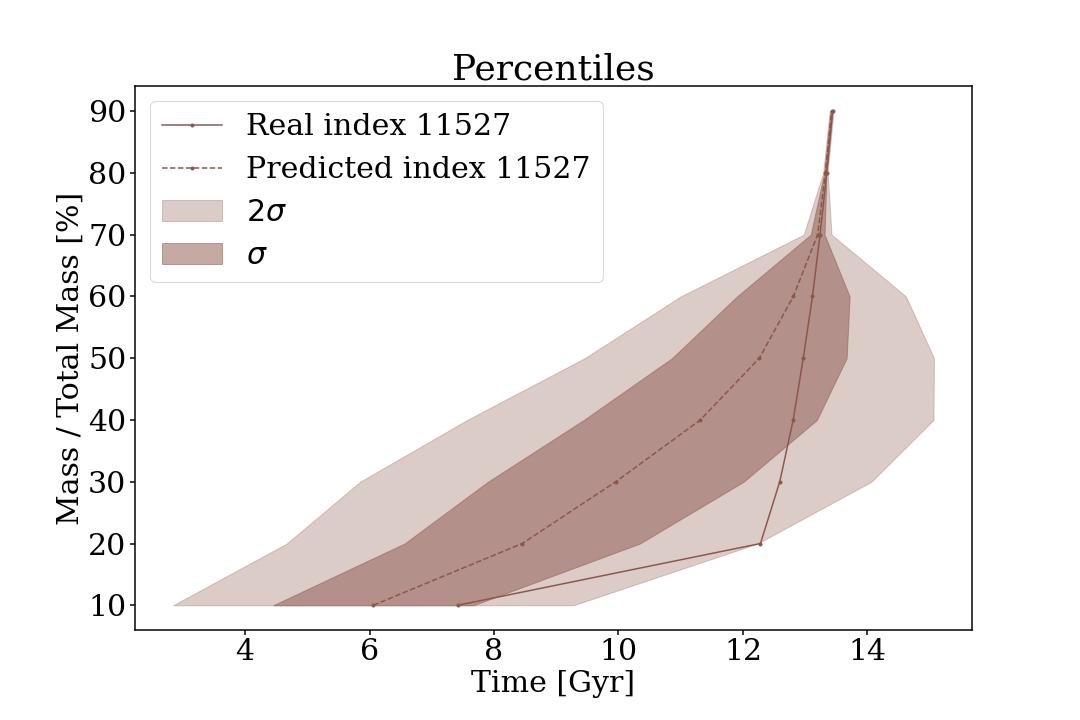 Percentiles
Real index 11527
Predicted index 11527
2σ
σ
Mass / Total Mass [%]
90
80
70
60
50
40
30
20
10
4 6 8 10 12 14
Time [Gyr]